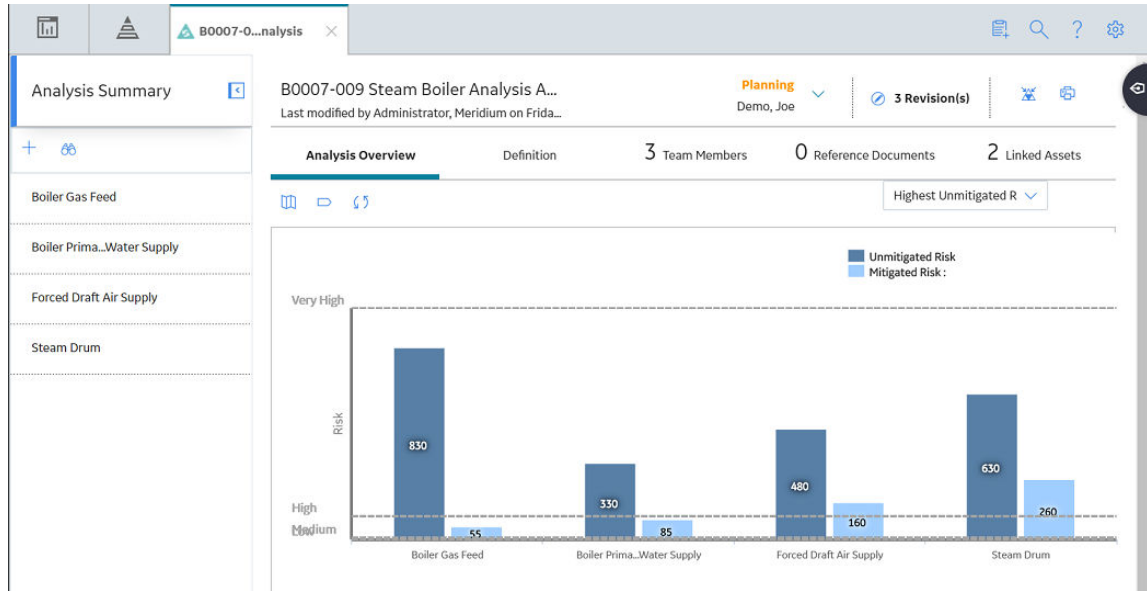 B0007-0...nalysis
Analysis Summary
Boiler Gas Feed
Boiler Prima...Water Supply
Forced Draft Air Supply
Steam Drum
B0007-009 Steam Boiler Analysis A...
Last modified by Administrator, Meridium on Frida...
Planning
Demo, Joe
3 Revision(s)
Analysis Overview
Definition
3 Team Members
0 Reference Documents
2 Linked Assets
Highest Unmitigated R
Unmitigated Risk
Mitigated Risk :
Very High
Risk
High
Medium
Low
830
55
330
85
480
160
630
260
Boiler Gas Feed
Boiler Prima...Water Supply
Forced Draft Air Supply
Steam Drum